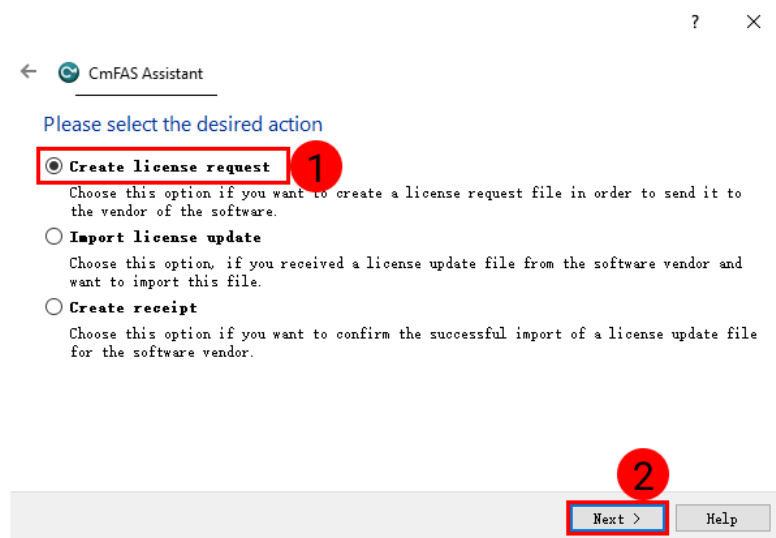 ?
CmFAS Assistant
Please select the desired action
Create license request
1
Choose this option if you want to create a license request file in order to send it to
the vendor of the software.
Import license update
Choose this option, if you received a license update file from the software vendor and
want to import this file.
Create receipt
Choose this option if you want to confirm the successful import of a license update file
for the software vendor.
2
Next >
Help